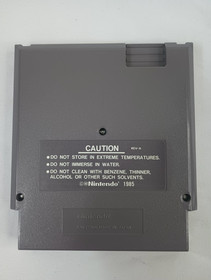 CAUTION
REV-A
●DO NOT STORE IN EXTREME TEMPERATURES.
●DO NOT IMMERSE IN WATER.
●DO NOT CLEAN WITH BENZENE, THINNER,
ALCOHOL OR OTHER SUCH SOLVENTS.
©®Nintendo® 1985